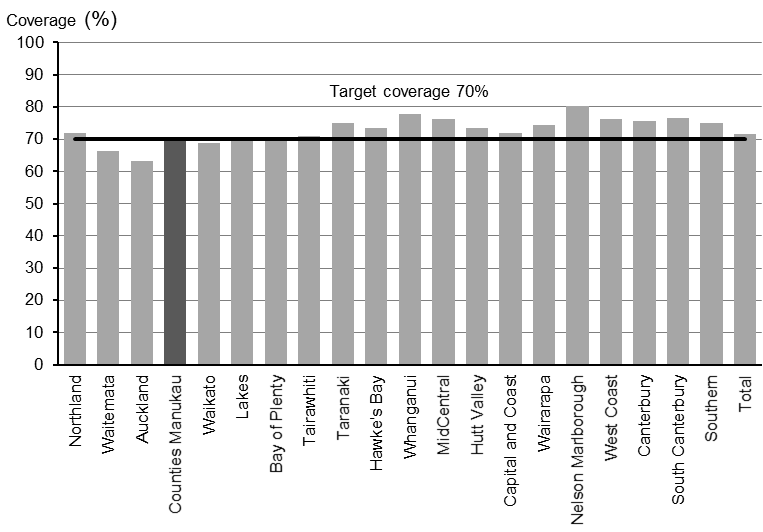 Coverage (%)
100
90
Target coverage 70%
80
70
60
50
40
30
20
10
0
Northland
Waitemata
Auckland
Counties Manukau
Waikato
Lakes
Bay of Plenty
Tairawhiti
Taranaki
Hawke's Bay
Whanganui
MidCentral
Hutt Valley
Capital and Coast
Wairarapa
Nelson Marlborough
West Coast
Canterbury
South Canterbury
Southern
Total